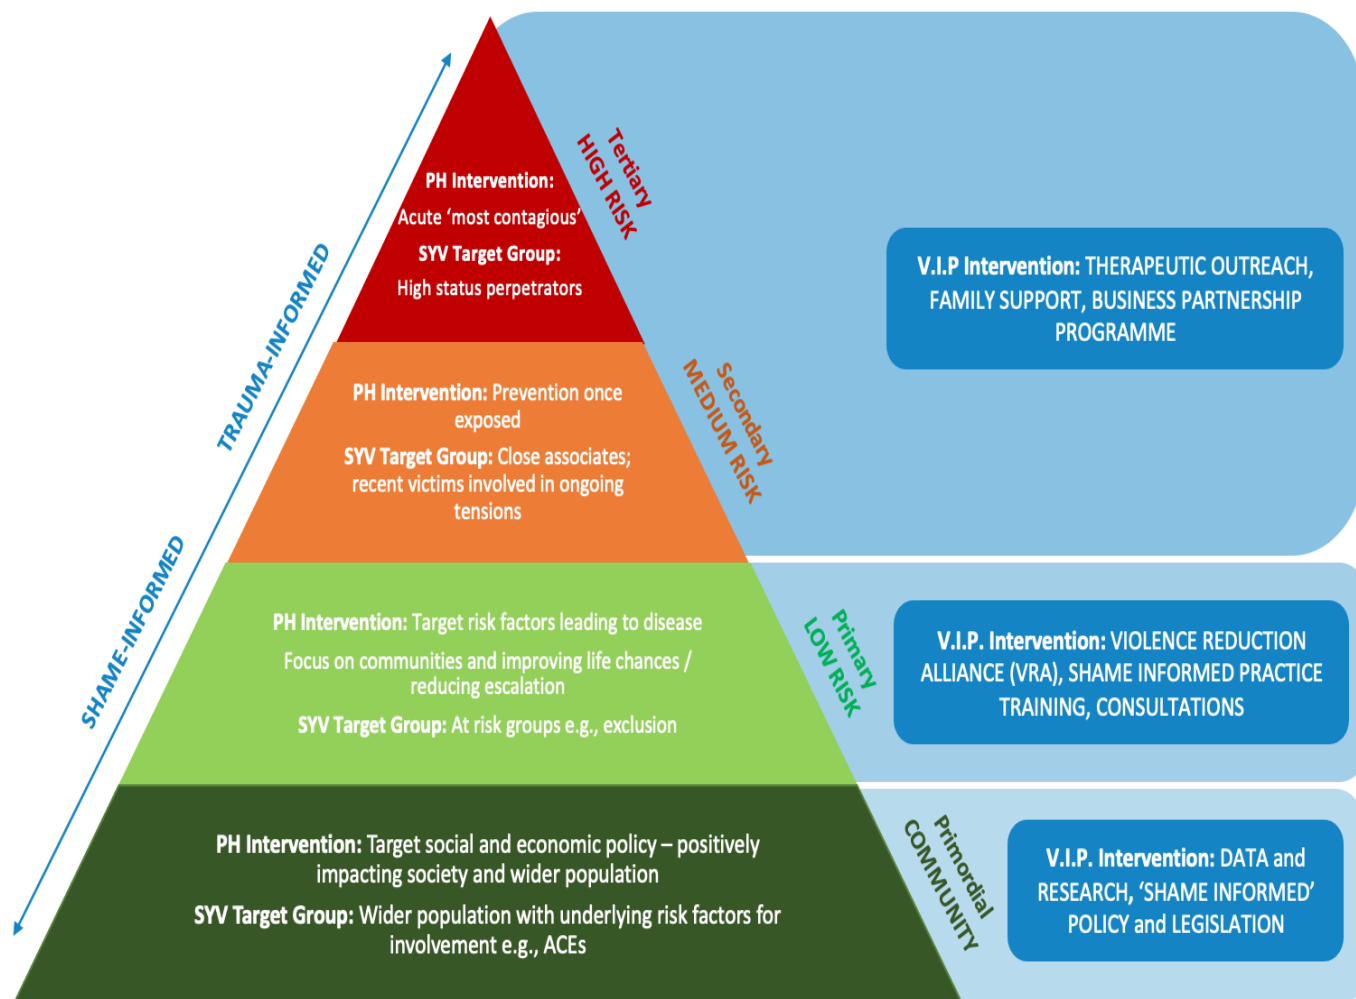 TRAUMA-INFORMED
SHAME-INFORMED
PH Intervention:
Acute ‘most contagious’
SYV Target Group:
High status perpetrators
Tertiary
HIGH RISK
PH Intervention: Prevention once
exposed
SYV Target Group: Close associates;
recent victims involved in ongoing
tensions
Secondary
MEDIUM RISK
V.I.P Intervention: THERAPEUTIC OUTREACH,
FAMILY SUPPORT, BUSINESS PARTNERSHIP
PROGRAMME
PH Intervention: Target risk factors leading to disease
Focus on communities and improving life chances /
reducing escalation
SYV Target Group: At risk groups e.g., exclusion
Primary
LOW RISK
V.I.P. Intervention: VIOLENCE REDUCTION
ALLIANCE (VRA), SHAME INFORMED PRACTICE
TRAINING, CONSULTATIONS
PH Intervention: Target social and economic policy – positively
impacting society and wider population
SYV Target Group: Wider population with underlying risk factors for
involvement e.g., ACEs
Primordial
COMMUNITY
V.I.P. Intervention: DATA and
RESEARCH, ‘SHAME INFORMED’
POLICY and LEGISLATION